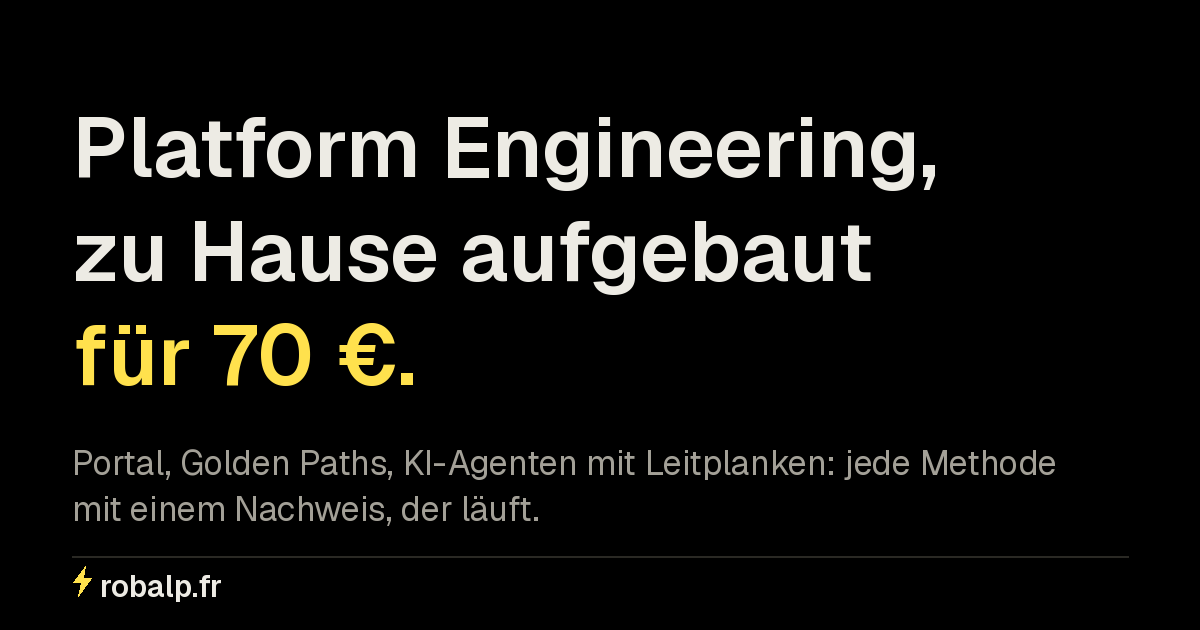 Platform Engineering,
zu Hause aufgebaut
für 70 €.
Portal, Golden Paths, KI-Agenten mit Leitplanken: jede Methode
mit einem Nachweis, der läuft.
robalp.fr